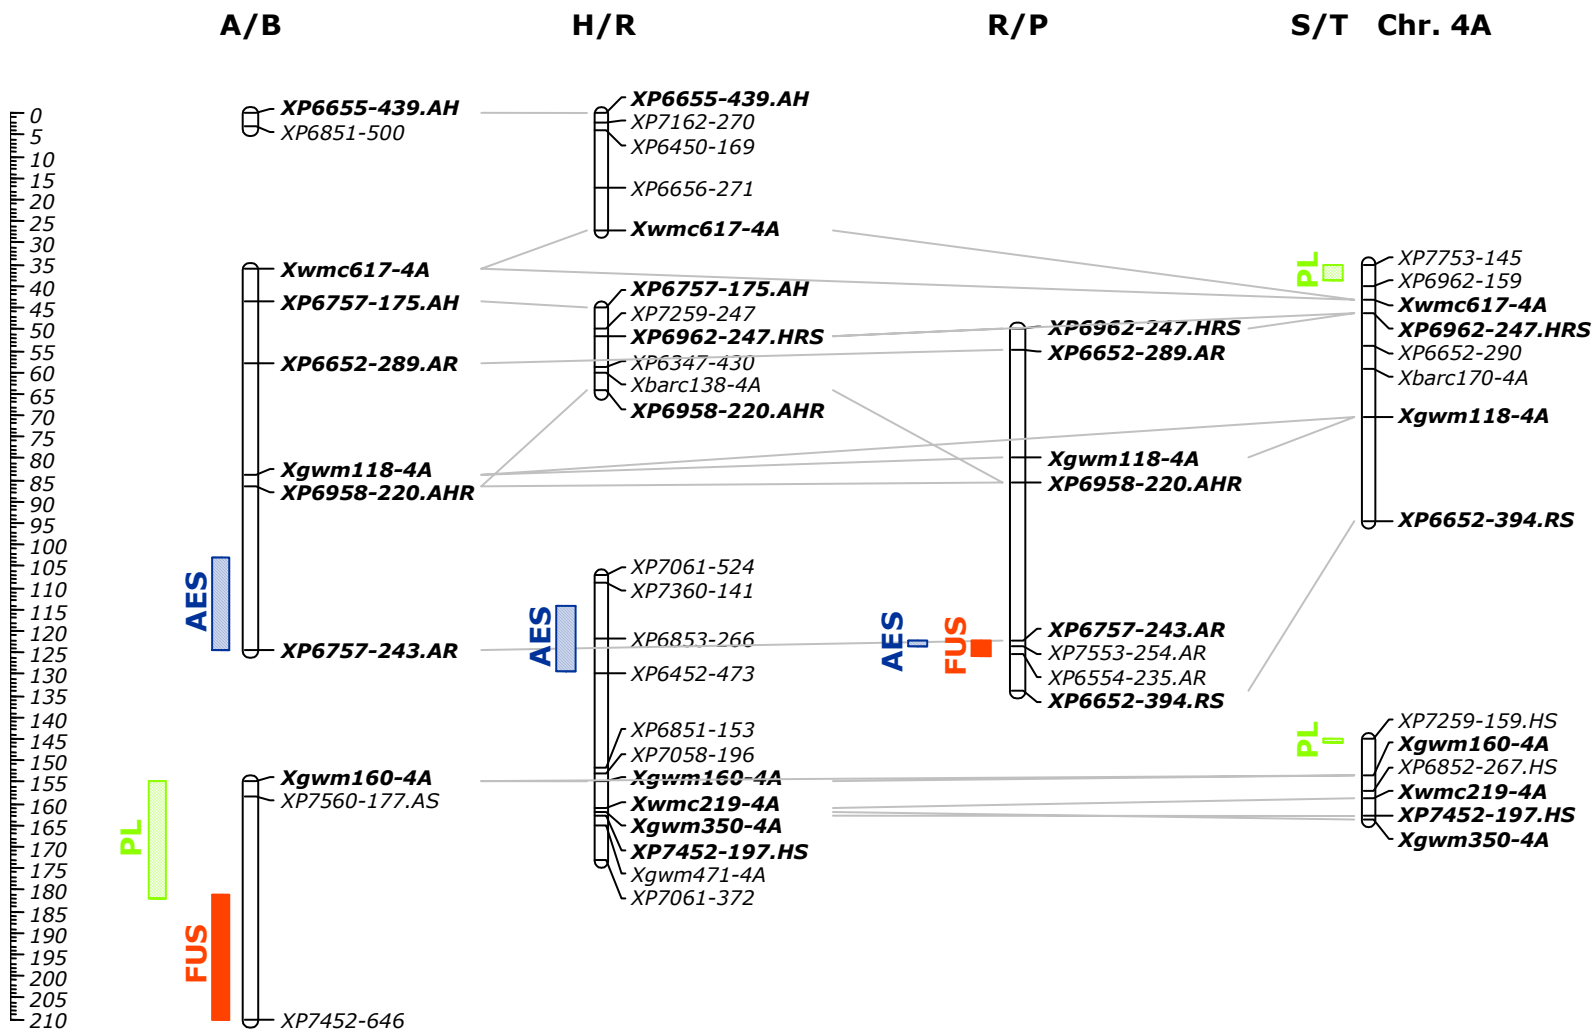 A/B
H/R
R/P
S/T Chr. 4A
0
5
10
15
20
25
30
35
40
45
50
55
60
65
70
75
80
85
90
95
100
105
110
115
120
125
130
135
140
145
150
155
160
165
170
175
180
185
190
195
200
205
210
XP6655-439.AH
XP6851-500
Xwmc617-4A
XP6757-175.AH
XP6652-289.AR
Xgwm118-4A
XP6958-220.AHR
XP6757-243.AR
Xgwm160-4A
XP7560-177.AS
XP7452-646
AES
PL
FUS
XP6655-439.AH
XP7162-270
XP6450-169
XP6656-271
Xwmc617-4A
XP6757-175.AH
XP7259-247
XP6962-247.HRS
XP6347-430
Xbarc138-4A
XP6958-220.AHR
XP7061-524
XP7360-141
XP6853-266
XP6452-473
XP6851-153
XP7058-196
Xgwm160-4A
Xwmc219-4A
Xgwm350-4A
XP7452-197.HS
Xgwm471-4A
XP7061-372
AES
XP6962-247.HRS
XP6652-289.AR
Xgwm118-4A
XP6958-220.AHR
XP6757-243.AR
XP7553-254.AR
XP6554-235.AR
XP6652-394.RS
AES
FUS
XP7753-145
XP6962-159
Xwmc617-4A
XP6962-247.HRS
XP6652-290
Xbarc170-4A
Xgwm118-4A
XP6652-394.RS
XP7259-159.HS
Xgwm160-4A
XP6852-267.HS
Xwmc219-4A
XP7452-197.HS
Xgwm350-4A
PL
PL